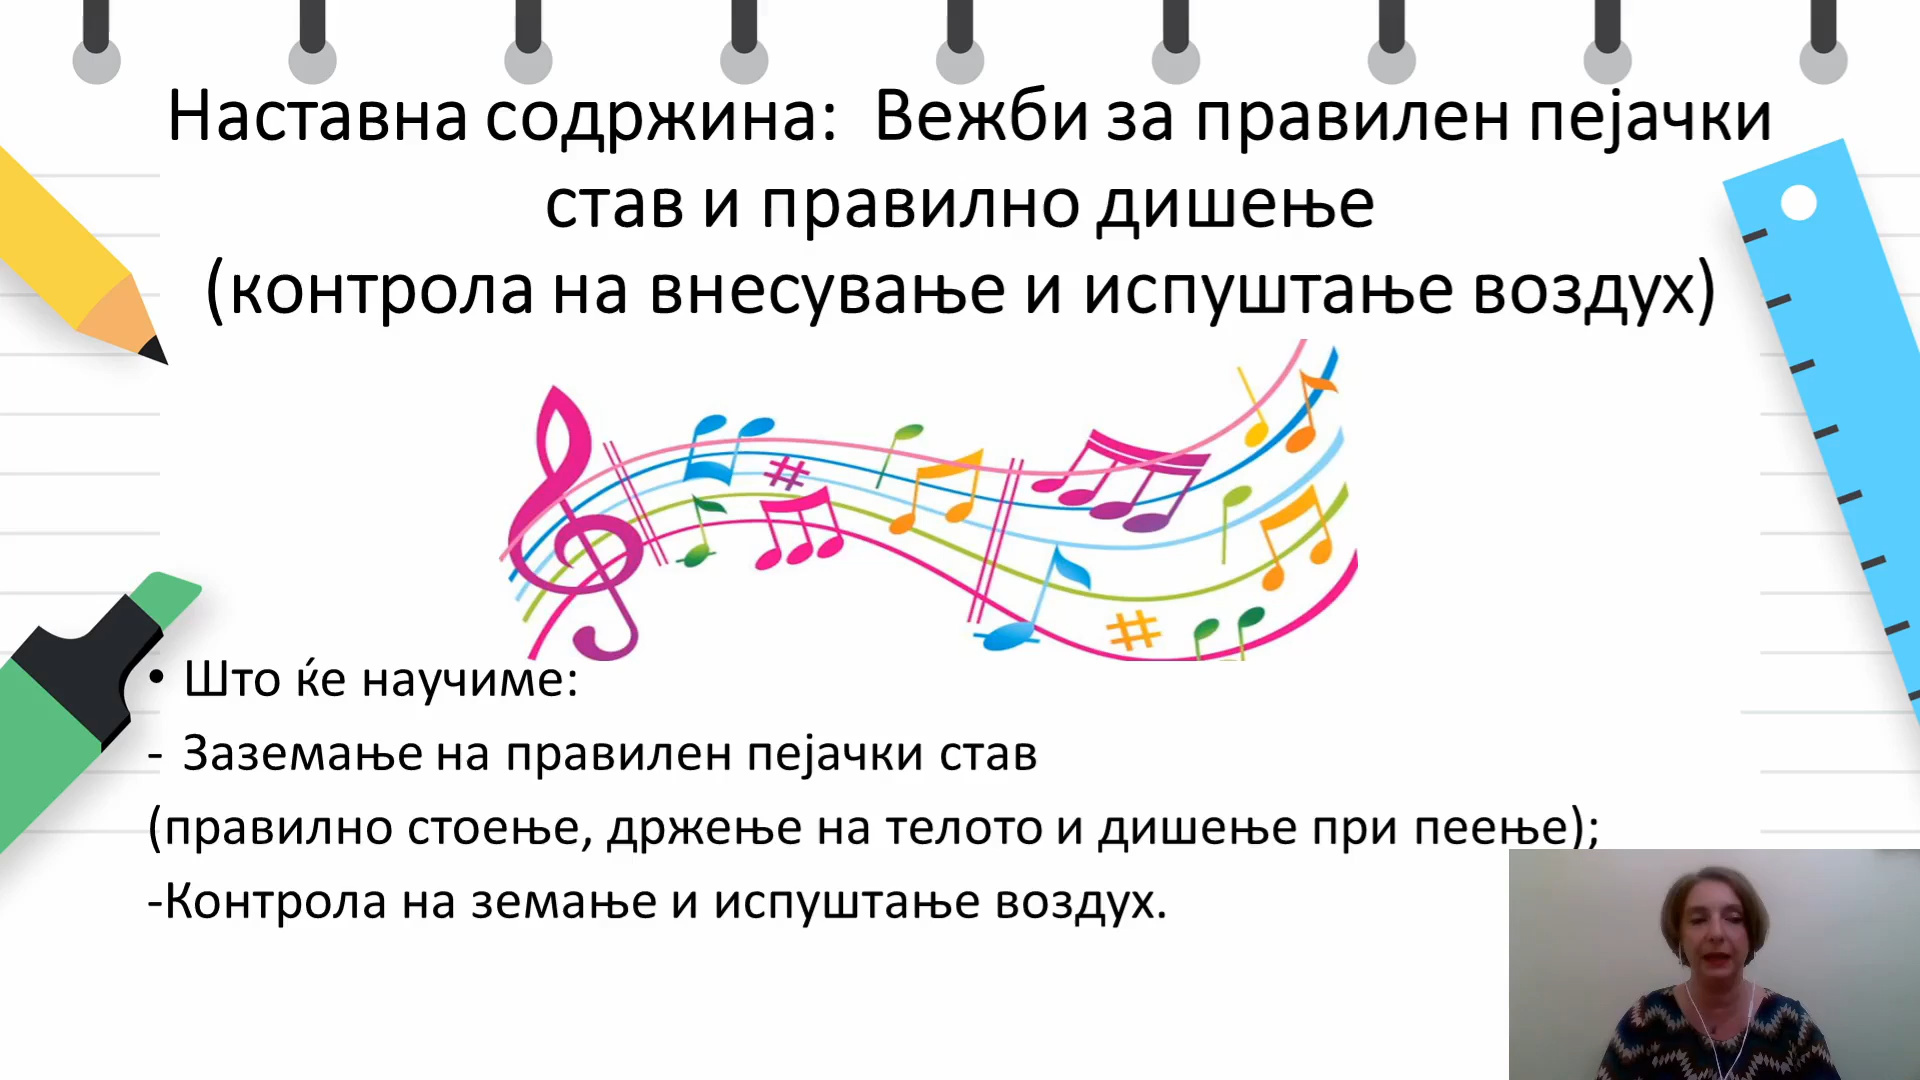 Наставна содржина: Вежби за правилен пејачки
став и правилно дишење
(контрола на внесување и испуштање воздух)
• Што ќе научиме:
- Заземање на правилен пејачки став
(правилно стоење, држење на телото и дишење при пеење);
-Контрола на земање и испуштање воздух.